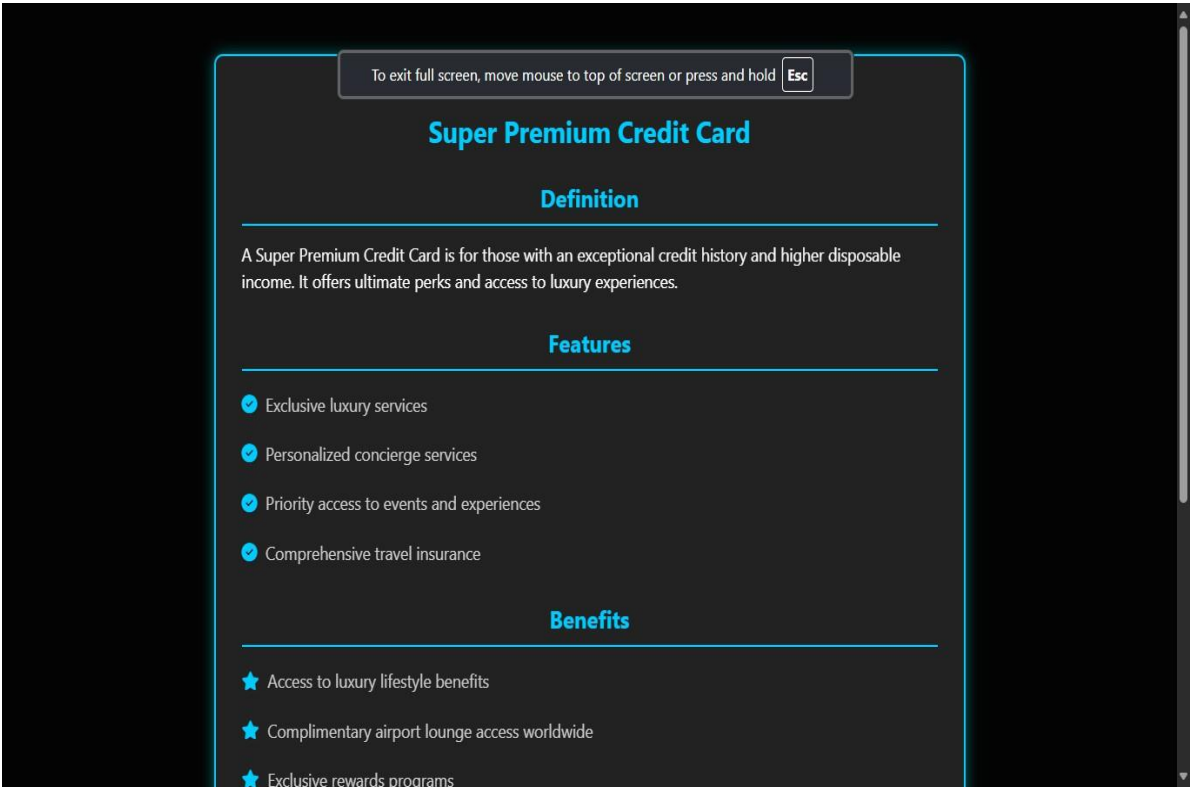 To exit full screen, move mouse to top of screen or press and hold Esc
Super Premium Credit Card
Definition
A Super Premium Credit Card is for those with an exceptional credit history and higher disposable
income. It offers ultimate perks and access to luxury experiences.
Features
Exclusive luxury services
Personalized concierge services
Priority access to events and experiences
Comprehensive travel insurance
Benefits
Access to luxury lifestyle benefits
Complimentary airport lounge access worldwide
Exclusive rewards programs